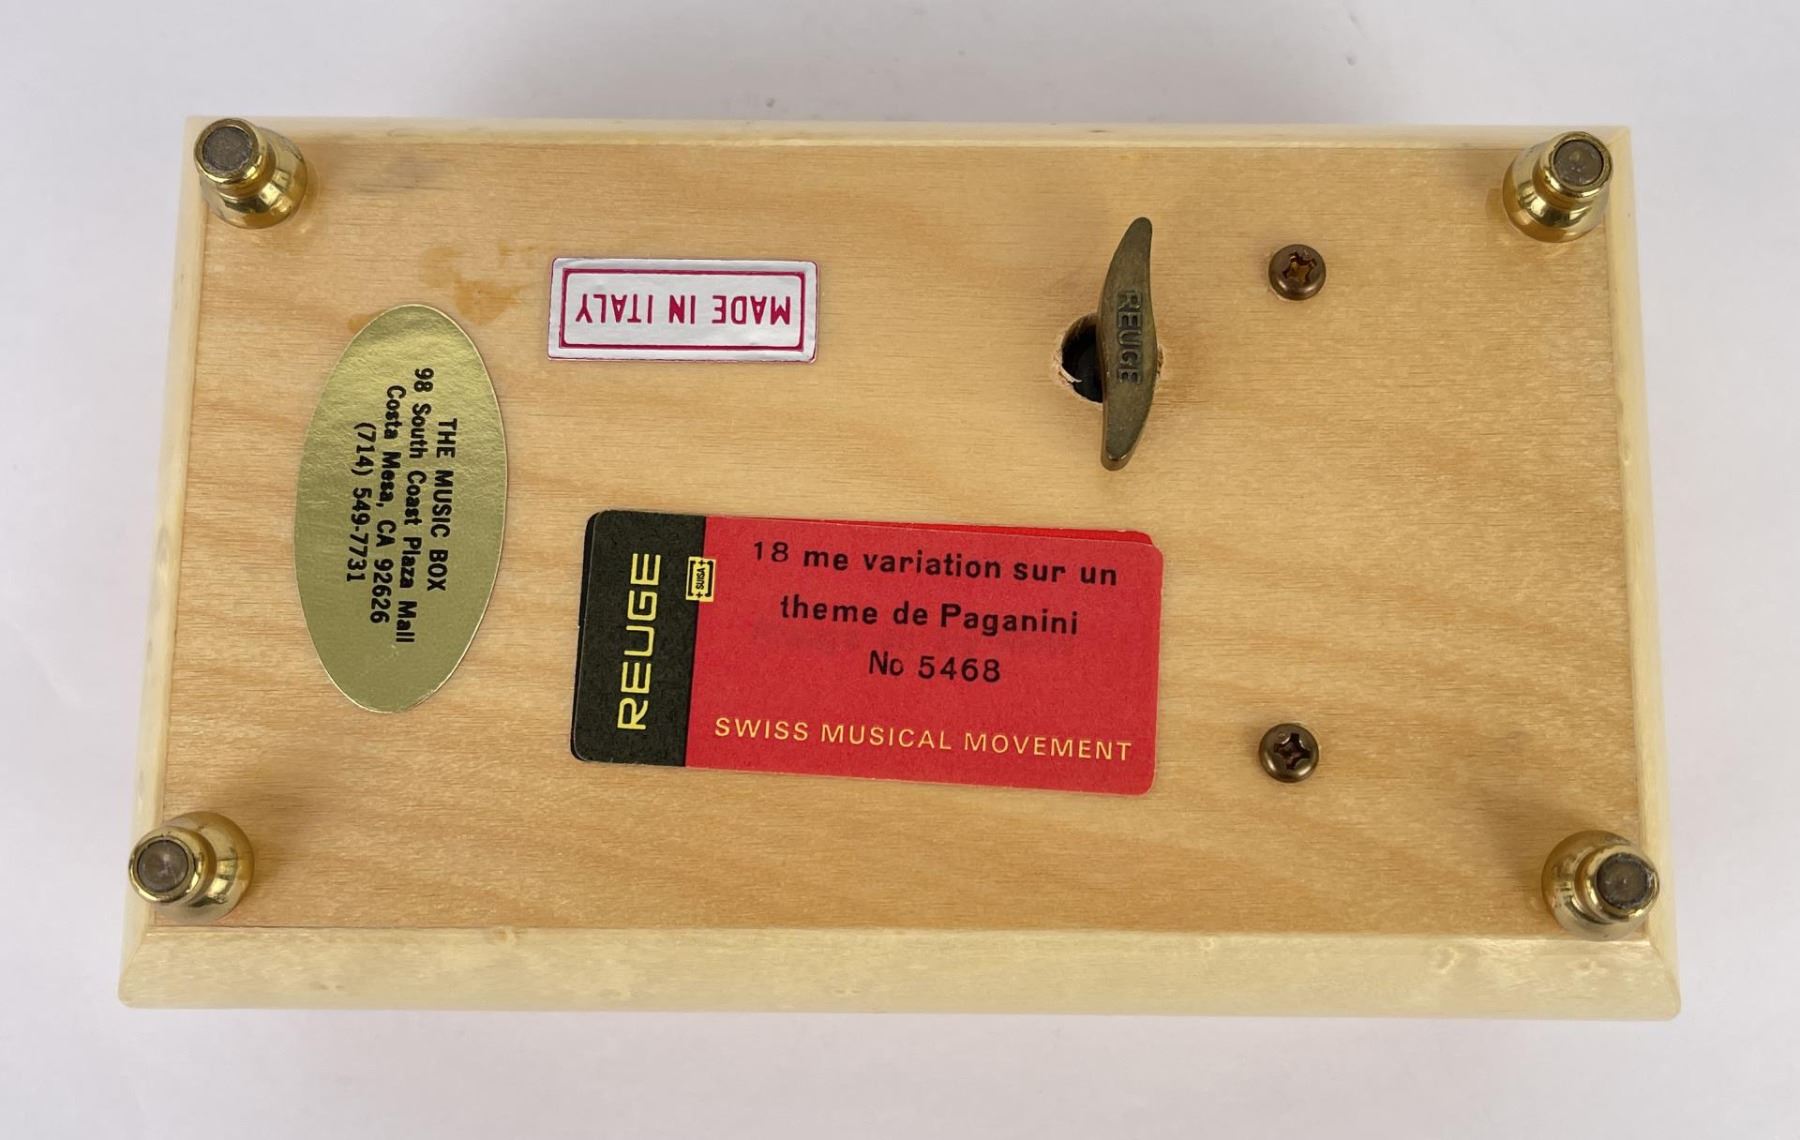 MADE IN ITALY
REUGE
THE MUSIC BOX
98 South Coast Plaza Mall
Costa Mesa, CA 92626
(714) 549-7731
REUGE
SUISA
18 me variation sur un
theme de Paganini
No 5468
SWISS MUSICAL MOVEMENT